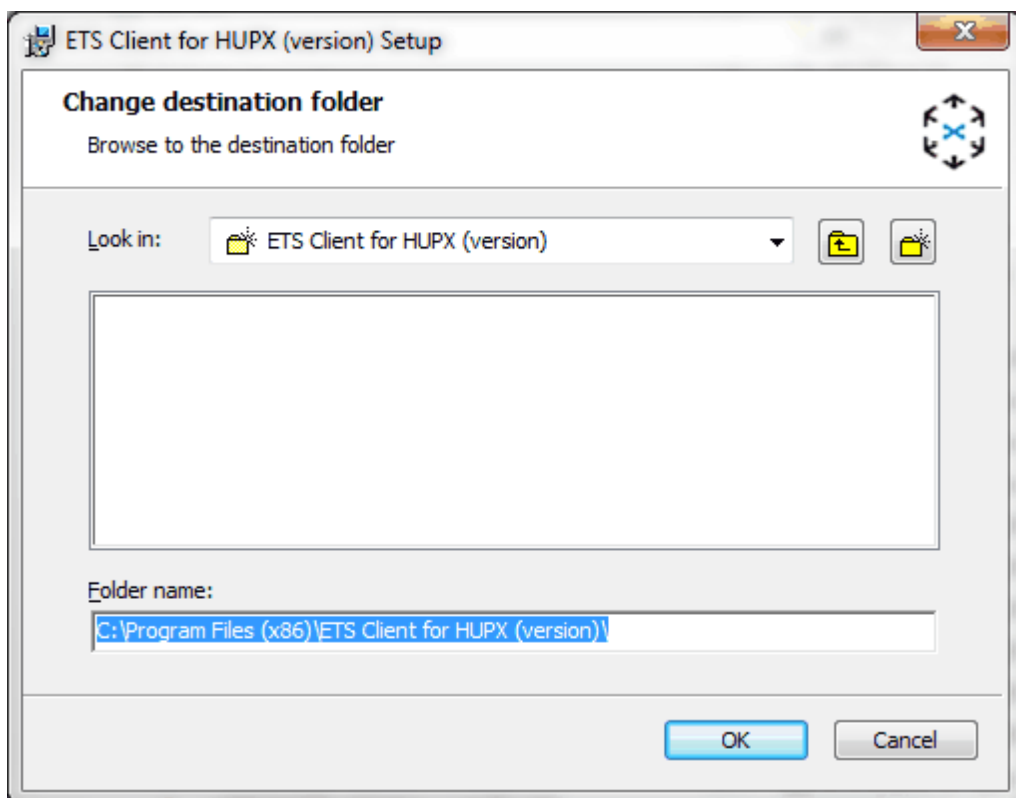 ETS Client for HUPX (version) Setup
Change destination folder
Browse to the destination folder
Look in:
ETS Client for HUPX (version)
Folder name:
C:\Program Files (x86)\ETS Client for HUPX (version)\
OK
Cancel